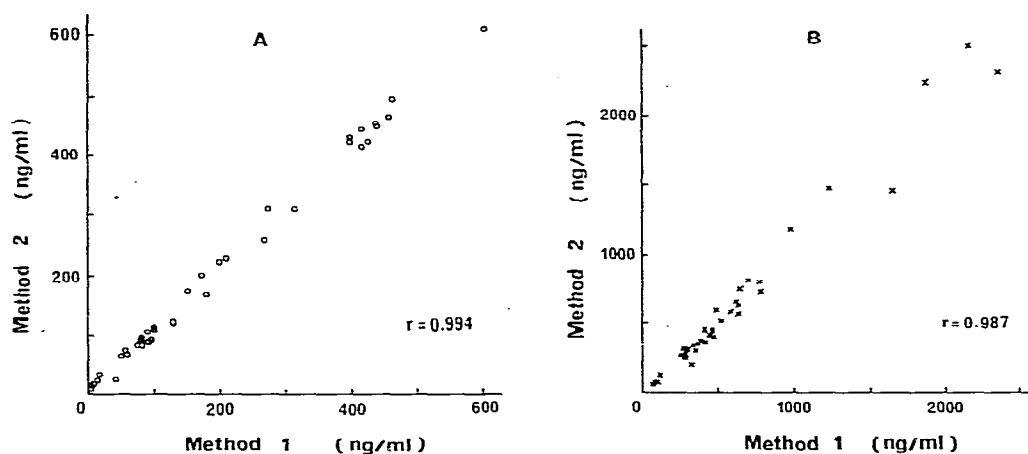 A
600
400
200
0
200
400
600
Method 2 (ng/ml)
Method 1 (ng/ml)
r=0.994
B
2000
1000
0
1000
2000
Method 2 (ng/ml)
Method 1 (ng/ml)
r=0.987